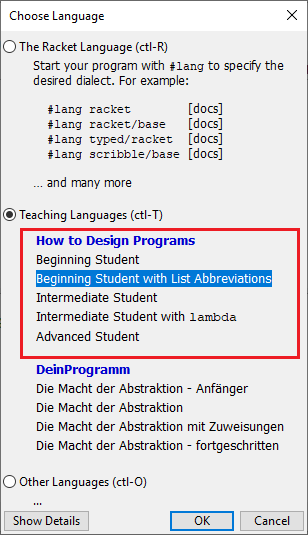 Choose Language
The Racket Language (ctl-R)
Start your program with #lang to specify the
desired dialect. For example:
#lang racket [docs]
#lang racket/base [docs]
#lang typed/racket [docs]
#lang scribble/base [docs]
... and many more
Teaching Languages (ctl-T)
How to Design Programs
Beginning Student
Beginning Student with List Abbreviations
Intermediate Student
Intermediate Student with lambda
Advanced Student
DeinProgramm
Die Macht der Abstraktion - Anfänger
Die Macht der Abstraktion
Die Macht der Abstraktion mit Zuweisungen
Die Macht der Abstraktion - fortgeschritten
Other Languages (ctl-O)
...
Show Details OK Cancel